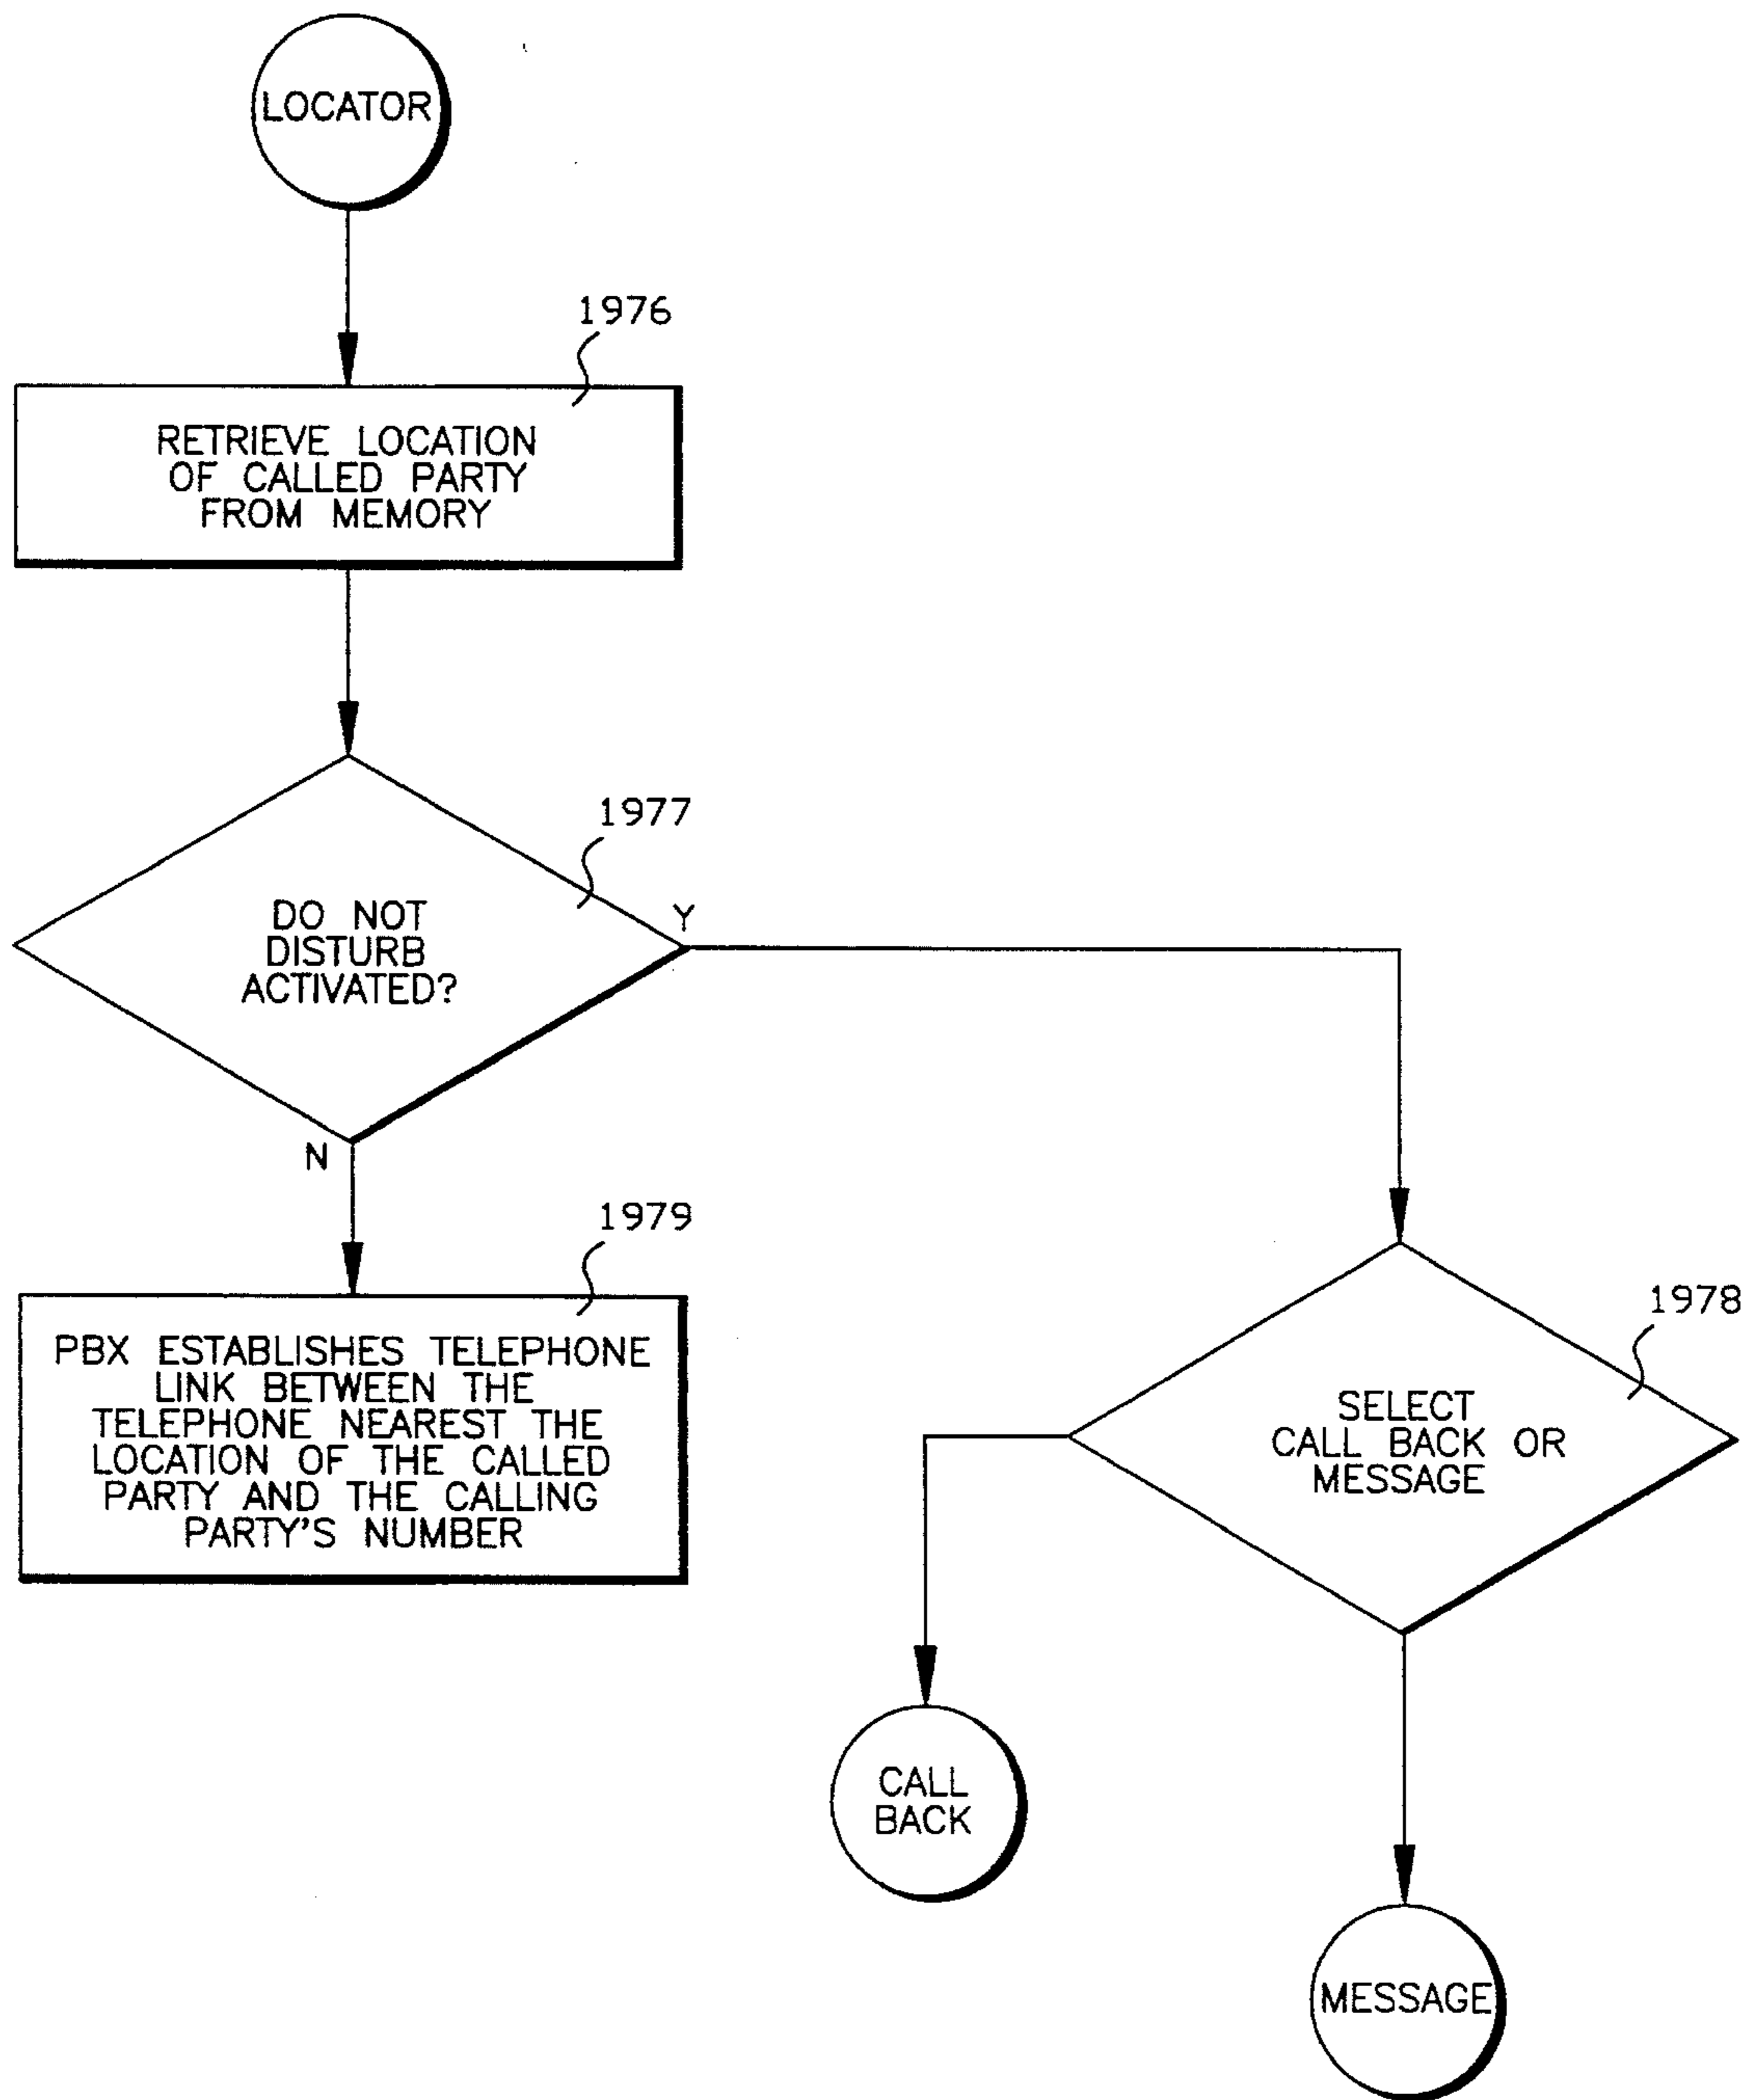 LOCATOR
1976
RETRIEVE LOCATION
OF CALLED PARTY
FROM MEMORY
1977
DO NOT
DISTURB
ACTIVATED?
Y
N
1979
PBX ESTABLISHES TELEPHONE
LINK BETWEEN THE
TELEPHONE NEAREST THE
LOCATION OF THE CALLED
PARTY AND THE CALLING
PARTY'S NUMBER
1978
SELECT
CALL BACK OR
MESSAGE
CALL
BACK
MESSAGE